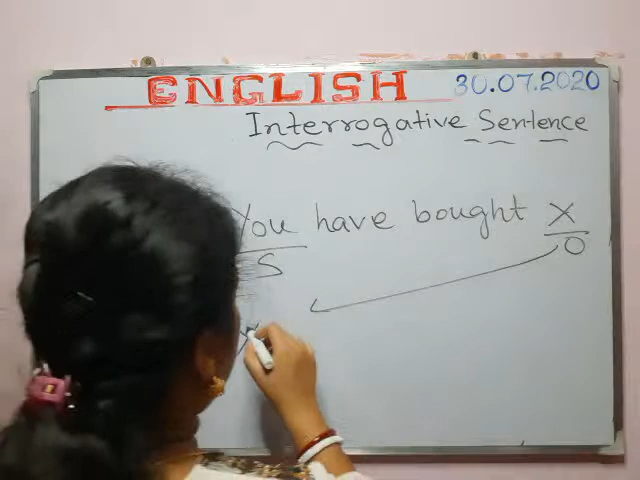 ENGLISH 30.07.2020
Interrogative Sentence
You have bought X
S O
X